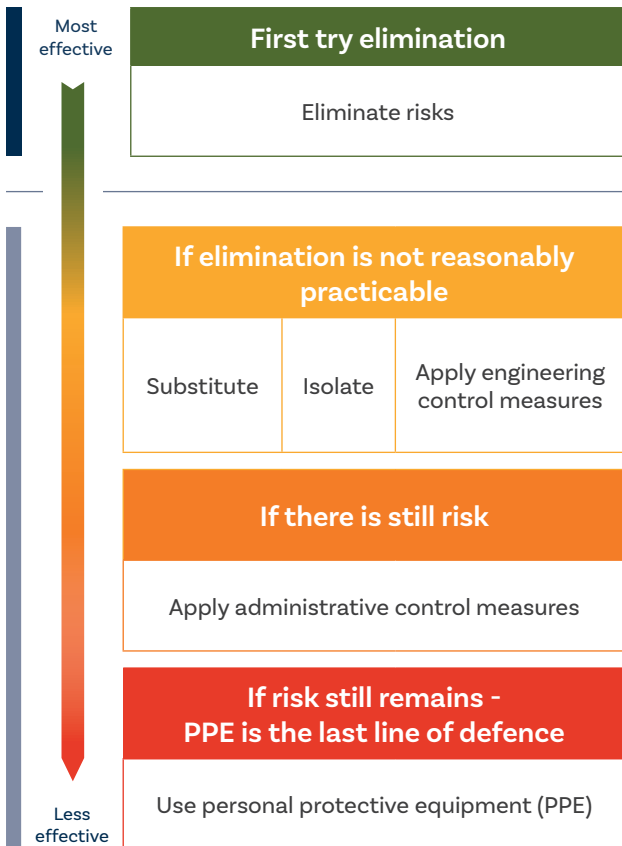 Most
effective
First try elimination
Eliminate risks
If elimination is not reasonably
practicable
Substitute
Isolate
Apply engineering
control measures
If there is still risk
Apply administrative control measures
If risk still remains -
PPE is the last line of defence
Use personal protective equipment (PPE)
Less
effective